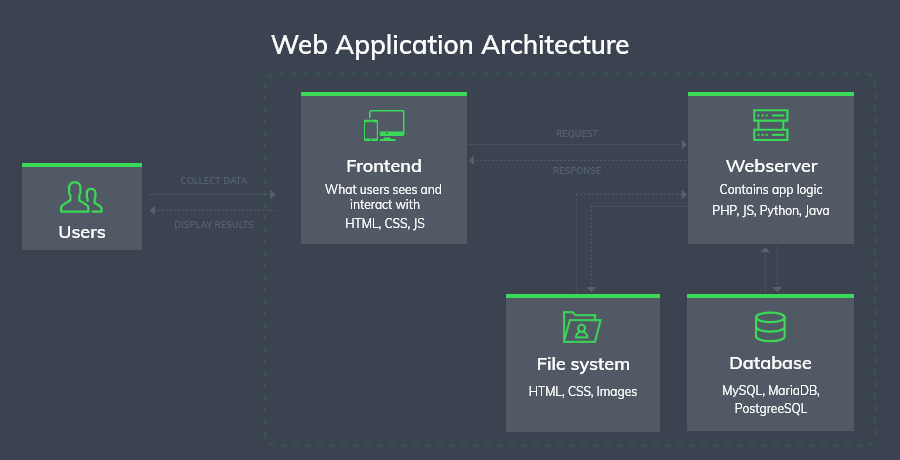 Web Application Architecture
Users
COLLECT DATA
DISPLAY RESULTS
Frontend
What users sees and
interact with
HTML, CSS, JS
REQUEST
RESPONSE
Webserver
Contains app logic
PHP, JS, Python, Java
File system
HTML, CSS, Images
Database
MySQL, MariaDB,
PostgreeSQL